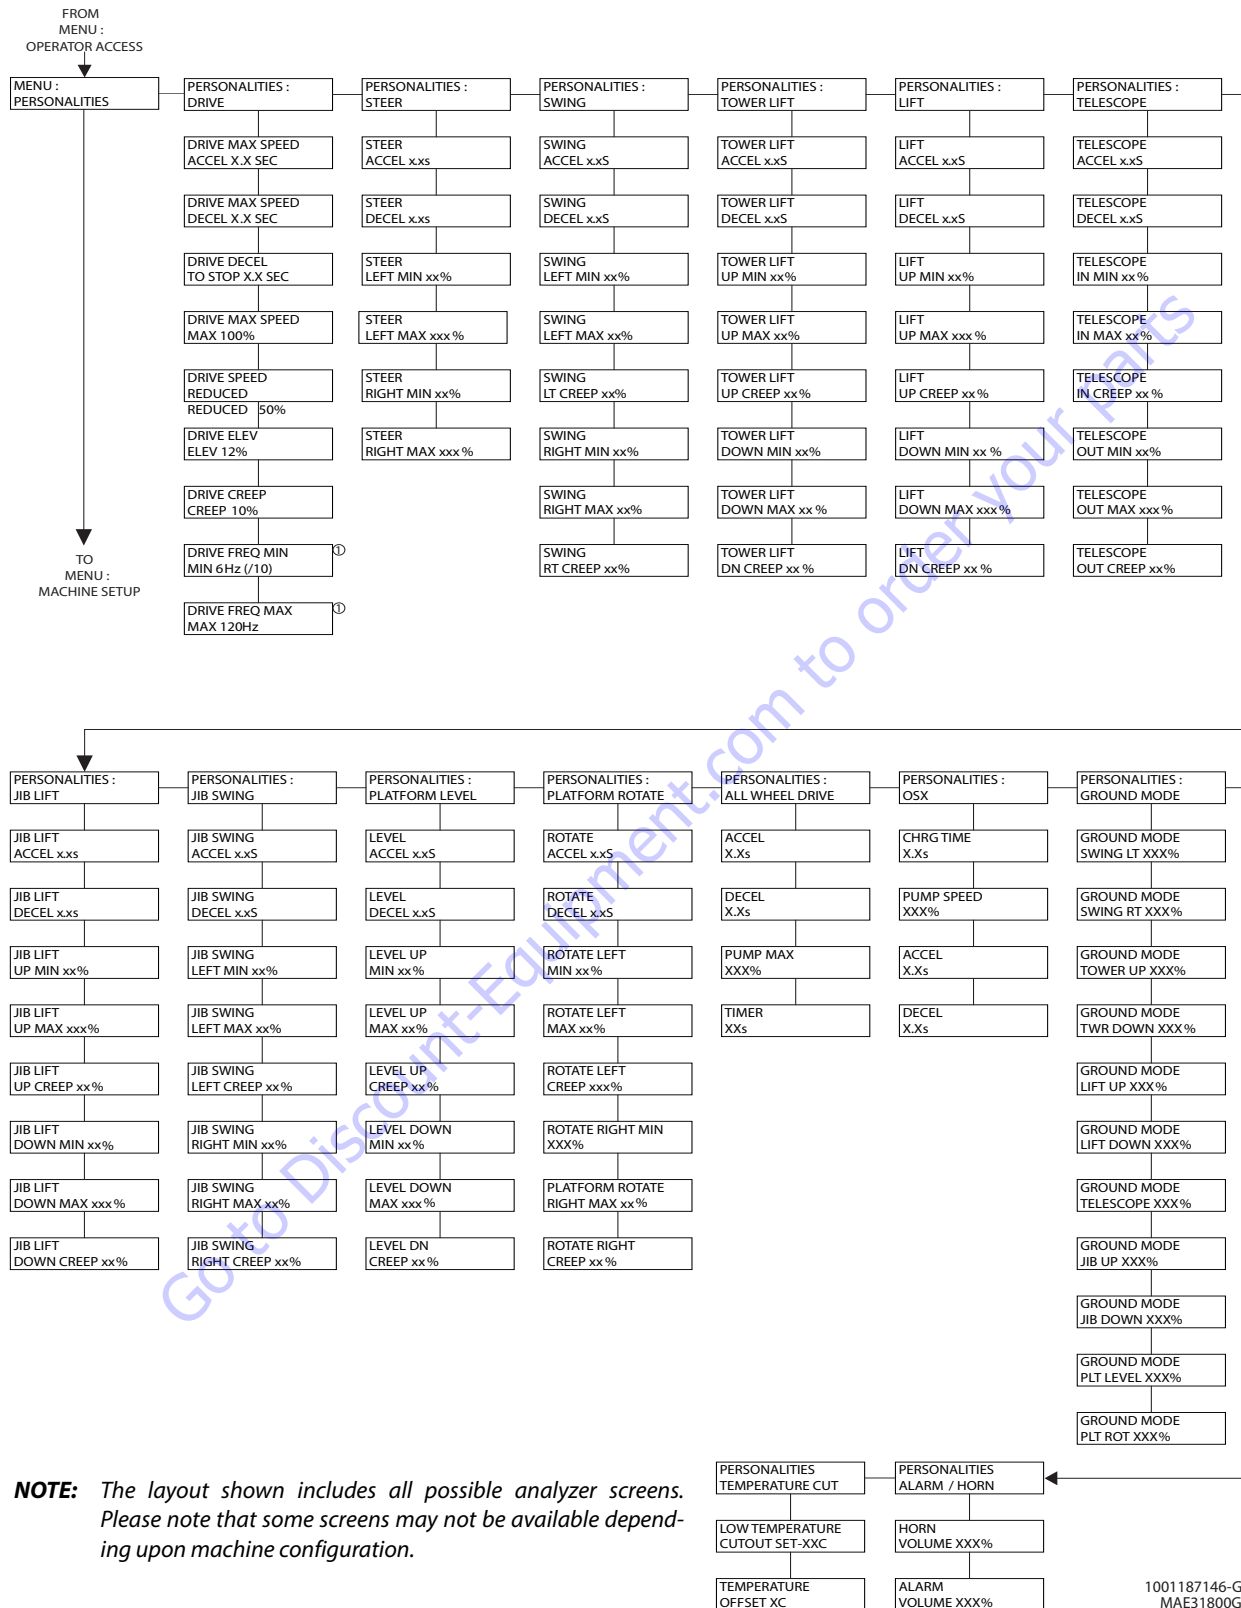 FROM
MENU :
OPERATOR ACCESS
MENU :
PERSONALITIES
TO
MENU :
MACHINE SETUP
PERSONALITIES :
DRIVE
DRIVE MAX SPEED
ACCEL X.X SEC
DRIVE MAX SPEED
DECEL X.X SEC
DRIVE DECEL
TO STOP X.X SEC
DRIVE MAX SPEED
MAX 100%
DRIVE SPEED
REDUCED
REDUCED 50%
DRIVE ELEV
ELEV 12%
DRIVE CREEP
CREEP 10%
DRIVE FREQ MIN
MIN 6Hz (/10)
①
DRIVE FREQ MAX
MAX 120Hz
①
PERSONALITIES :
STEER
STEER
ACCEL x.xs
STEER
DECEL x.xs
STEER
LEFT MIN xx%
STEER
LEFT MAX xxx%
STEER
RIGHT MIN xx%
STEER
RIGHT MAX xxx%
PERSONALITIES :
SWING
SWING
ACCEL x.xS
SWING
DECEL x.xS
SWING
LEFT MIN xx%
SWING
LEFT MAX xx%
SWING
LT CREEP xx%
SWING
RIGHT MIN xx%
SWING
RIGHT MAX xx%
SWING
RT CREEP xx%
PERSONALITIES :
TOWER LIFT
TOWER LIFT
ACCEL x.xS
TOWER LIFT
DECEL x.xS
TOWER LIFT
UP MIN xx%
TOWER LIFT
UP MAX xx%
TOWER LIFT
UP CREEP xx%
TOWER LIFT
DOWN MIN xx%
TOWER LIFT
DOWN MAX xx %
TOWER LIFT
DN CREEP xx %
PERSONALITIES :
LIFT
LIFT
ACCEL x.xS
LIFT
DECEL x.xS
LIFT
UP MIN xx%
LIFT
UP MAX xxx %
LIFT
UP CREEP xx %
LIFT
DOWN MIN xx %
LIFT
DOWN MAX xxx%
LIFT
DN CREEP xx %
PERSONALITIES :
TELESCOPE
TELESCOPE
ACCEL x.xS
TELESCOPE
DECEL x.xS
TELESCOPE
IN MIN xx%
TELESCOPE
IN MAX xx%
TELESCOPE
IN CREEP xx %
TELESCOPE
OUT MIN xx%
TELESCOPE
OUT MAX xxx%
TELESCOPE
OUT CREEP xx%
PERSONALITIES :
JIB LIFT
JIB LIFT
ACCEL x.xs
JIB LIFT
DECEL x.xs
JIB LIFT
UP MIN xx%
JIB LIFT
UP MAX xxx%
JIB LIFT
UP CREEP xx%
JIB LIFT
DOWN MIN xx%
JIB LIFT
DOWN MAX xxx%
JIB LIFT
DOWN CREEP xx%
PERSONALITIES :
JIB SWING
JIB SWING
ACCEL x.xS
JIB SWING
DECEL x.xS
JIB SWING
LEFT MIN xx%
JIB SWING
LEFT MAX xx%
JIB SWING
LEFT CREEP xx%
JIB SWING
RIGHT MIN xx%
JIB SWING
RIGHT MAX xx%
JIB SWING
RIGHT CREEP xx%
PERSONALITIES :
PLATFORM LEVEL
LEVEL
ACCEL x.xS
LEVEL
DECEL x.xS
LEVEL UP
MIN xx%
LEVEL UP
MAX xx%
LEVEL UP
CREEP xx%
LEVEL DOWN
MIN xx%
LEVEL DOWN
MAX xxx %
LEVEL DN
CREEP xx %
PERSONALITIES :
PLATFORM ROTATE
ROTATE
ACCEL x.xS
ROTATE
DECEL x.xS
ROTATE LEFT
MIN xx%
ROTATE LEFT
MAX xx%
ROTATE LEFT
CREEP xxx%
ROTATE RIGHT MIN
XXX%
PLATFORM ROTATE
RIGHT MAX xx%
ROTATE RIGHT
CREEP xx %
PERSONALITIES :
ALL WHEEL DRIVE
ACCEL
X.Xs
DECEL
X.Xs
PUMP MAX
XXX%
TIMER
XXs
PERSONALITIES :
OSX
CHRG TIME
X.Xs
PUMP SPEED
XXX%
ACCEL
X.Xs
DECEL
X.Xs
PERSONALITIES :
GROUND MODE
GROUND MODE
SWING LT XXX%
GROUND MODE
SWING RT XXX%
GROUND MODE
TOWER UP XXX%
GROUND MODE
TWR DOWN XXX%
GROUND MODE
LIFT UP XXX%
GROUND MODE
LIFT DOWN XXX%
GROUND MODE
TELESCOPE XXX%
GROUND MODE
JIB UP XXX%
GROUND MODE
JIB DOWN XXX%
GROUND MODE
PLT LEVEL XXX%
GROUND MODE
PLT ROT XXX%
NOTE: The layout shown includes all possible analyzer screens.
Please note that some screens may not be available depend-
ing upon machine configuration.
PERSONALITIES
TEMPERATURE CUT
LOW TEMPERATURE
CUTOUT SET-XXC
TEMPERATURE
OFFSET XC
PERSONALITIES
ALARM / HORN
HORN
VOLUME XXX%
ALARM
VOLUME XXX%
1001187146-G
MAE31800G
Go to Discount-Equipment.com to order your parts